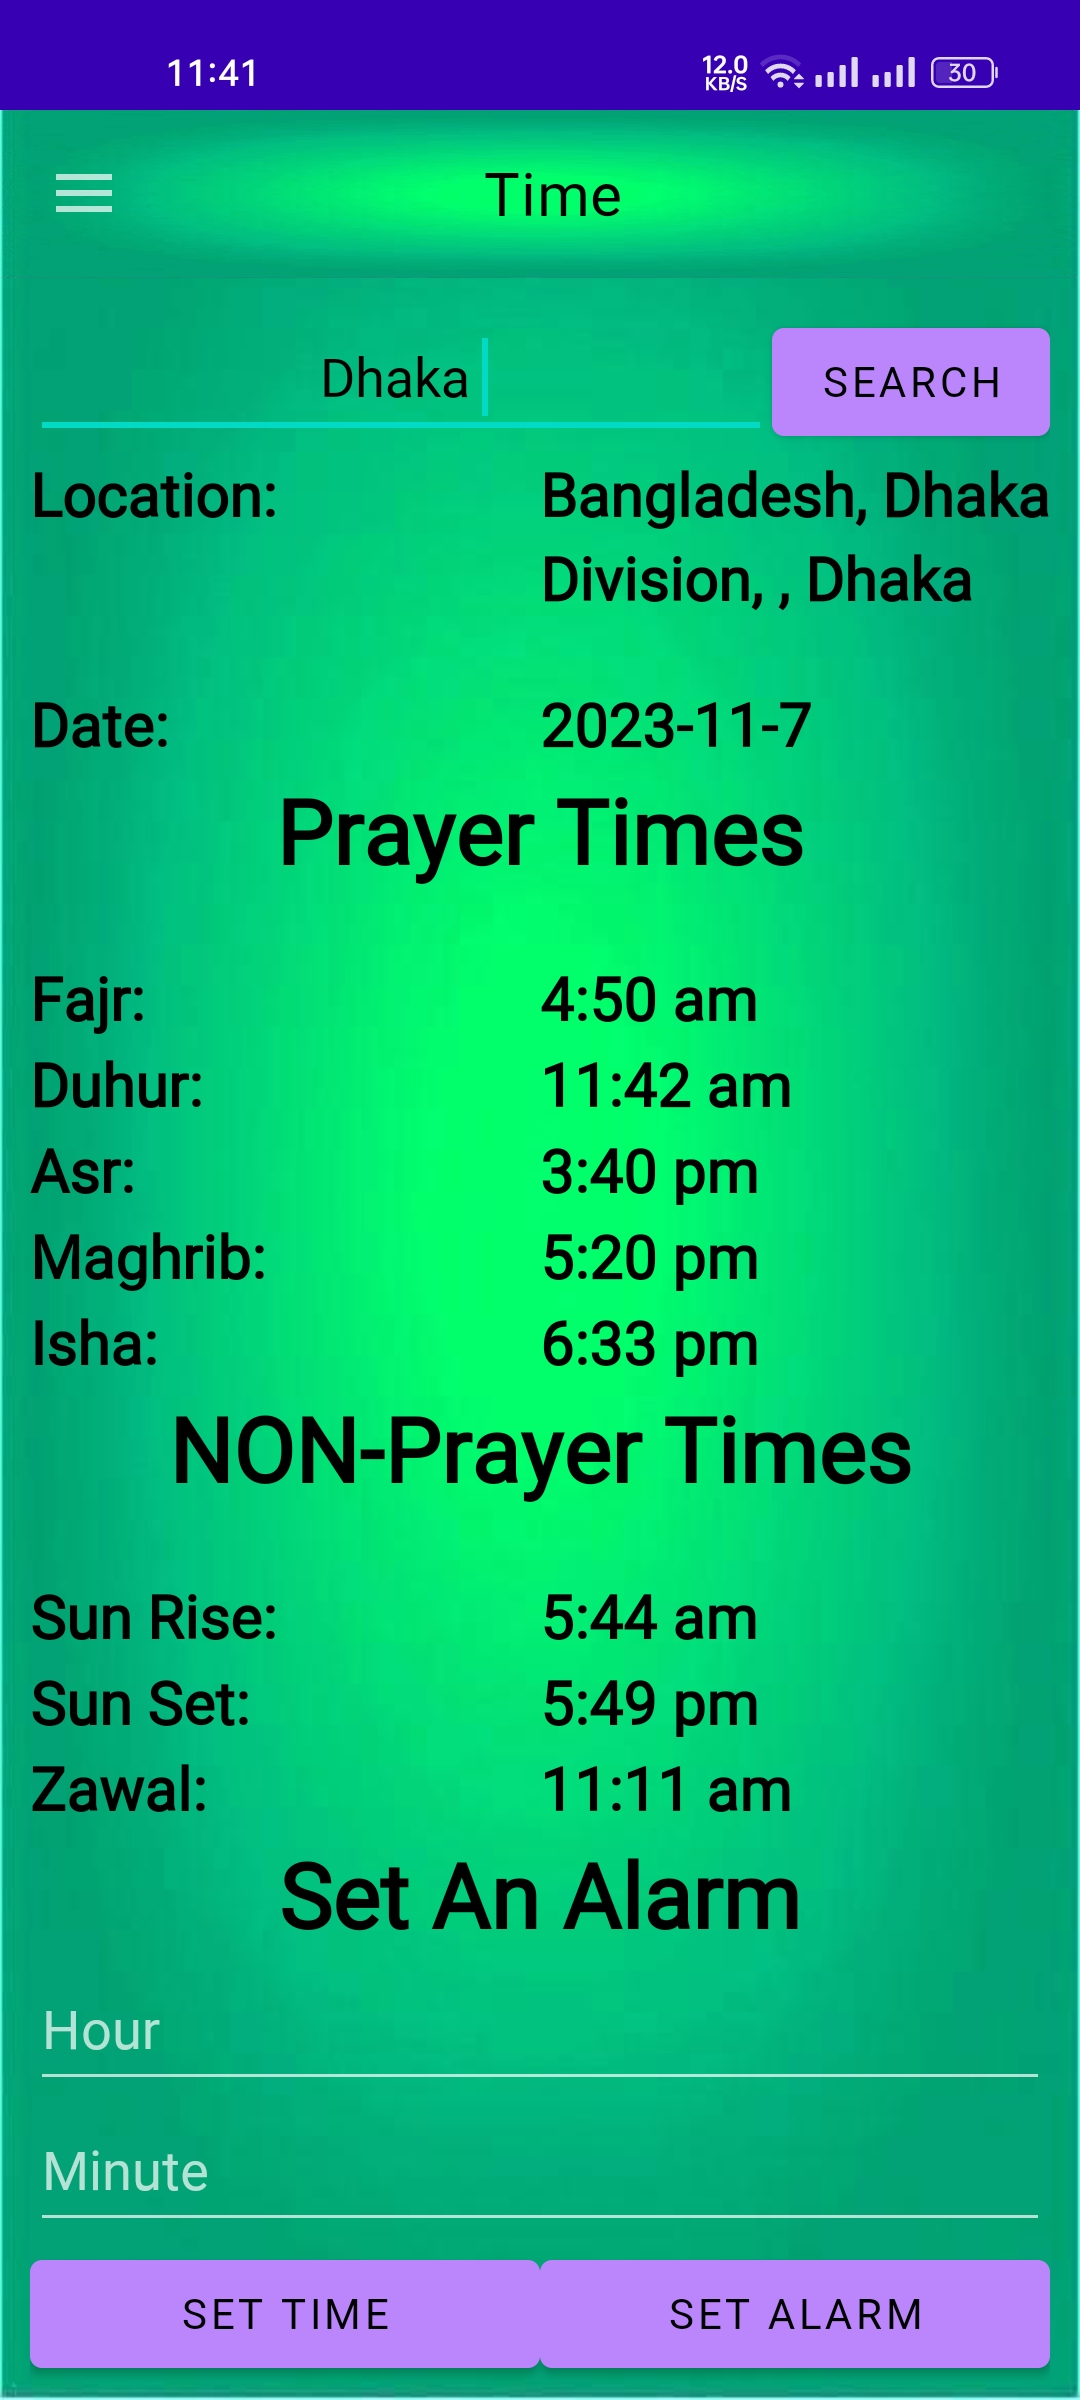 11:41 12.0 KB/S 30
Time
Dhaka SEARCH
Location: Bangladesh, Dhaka
Division, , Dhaka
Date: 2023-11-7
Prayer Times
Fajr: 4:50 am
Duhur: 11:42 am
Asr: 3:40 pm
Maghrib: 5:20 pm
Isha: 6:33 pm
NON-Prayer Times
Sun Rise: 5:44 am
Sun Set: 5:49 pm
Zawal: 11:11 am
Set An Alarm
Hour
Minute
SET TIME SET ALARM